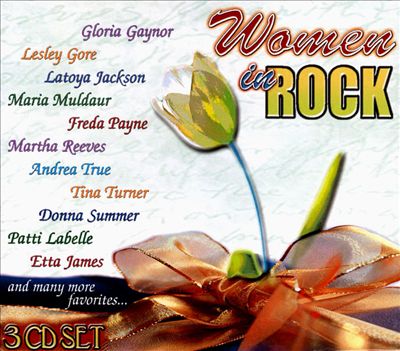 Gloria Gaynor
Lesley Gore
Latoya Jackson
Maria Muldaur
Freda Payne
Martha Reeves
Andrea True
Tina Turner
Donna Summer
Patti Labelle
Etta James
and many more
favorites...
3 CD SET
Women
in ROCK